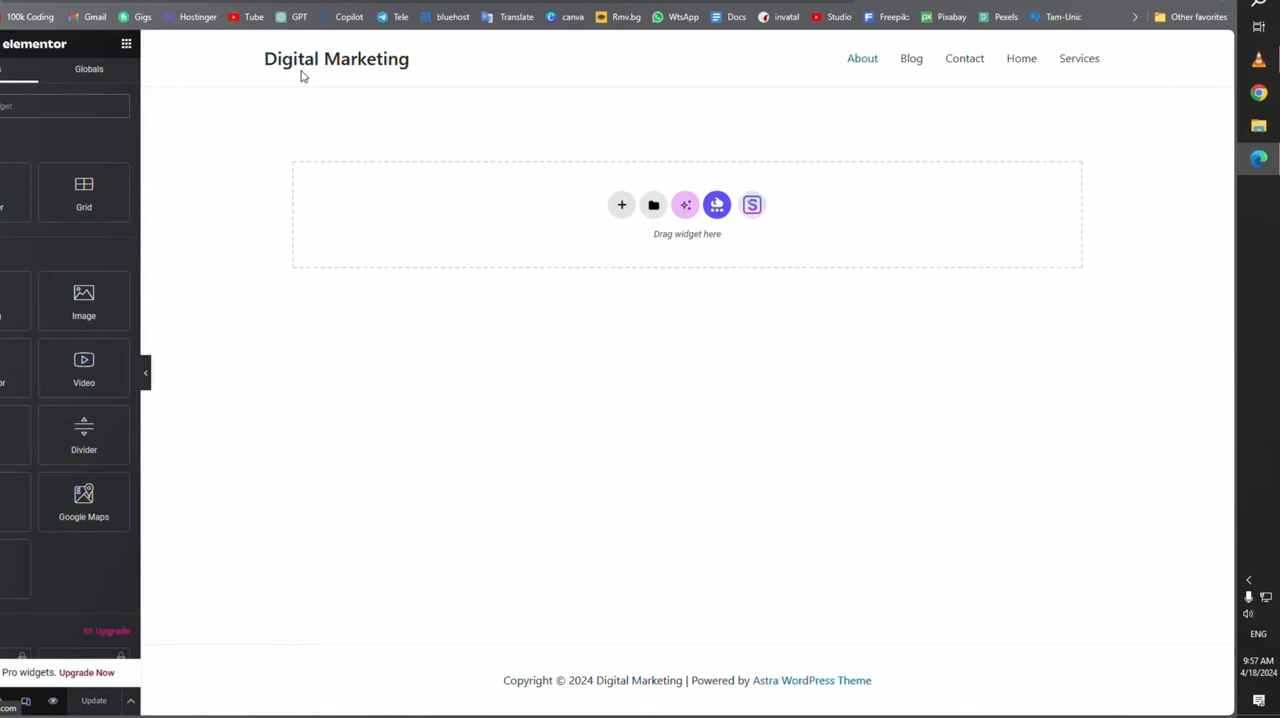 100k Coding Gmail Gigs Hostinger Tube GPT Copilot Tele bluehost Translate canva Rmv.bg WtsApp Docs invatal Studio Freepik: Pixabay Pexels Tam-Unic Other favorites
elementor
Globals
Digital Marketing
About Blog Contact Home Services
Grid
Drag widget here
Image
Video
Divider
Google Maps
Upgrade
Pro widgets. Upgrade Now
Update
Copyright © 2024 Digital Marketing | Powered by Astra WordPress Theme
ENG
9:57 AM
4/18/2024